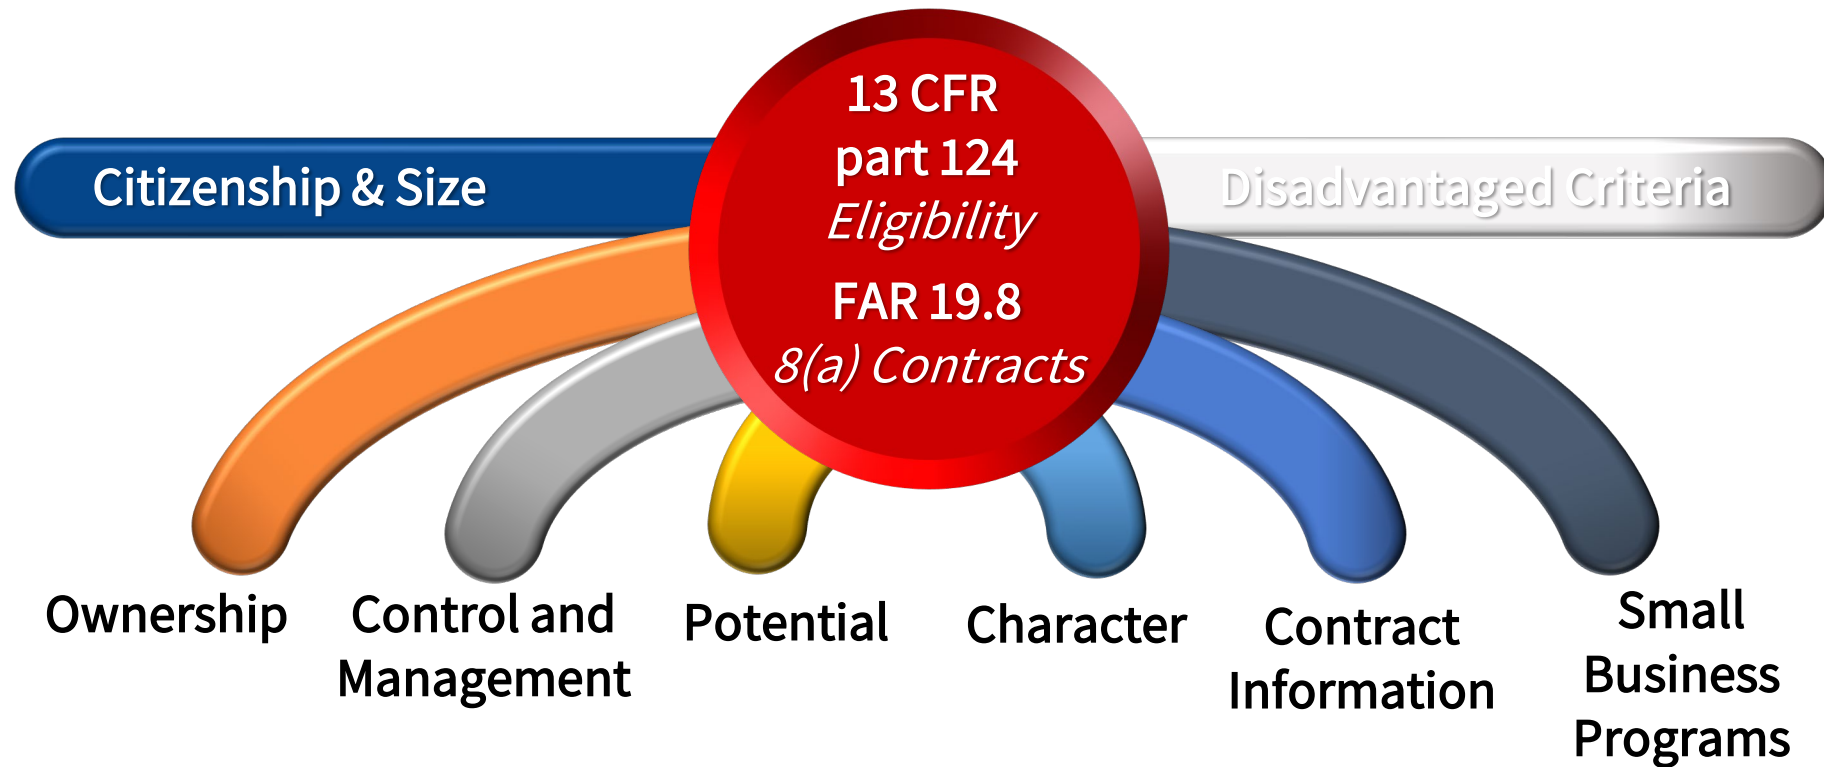 13 CFR
part 124
Eligibility
FAR 19.8
8(a) Contracts
Citizenship & Size
Disadvantaged Criteria
Ownership
Control and
Management
Potential
Character
Contract
Information
Small
Business
Programs